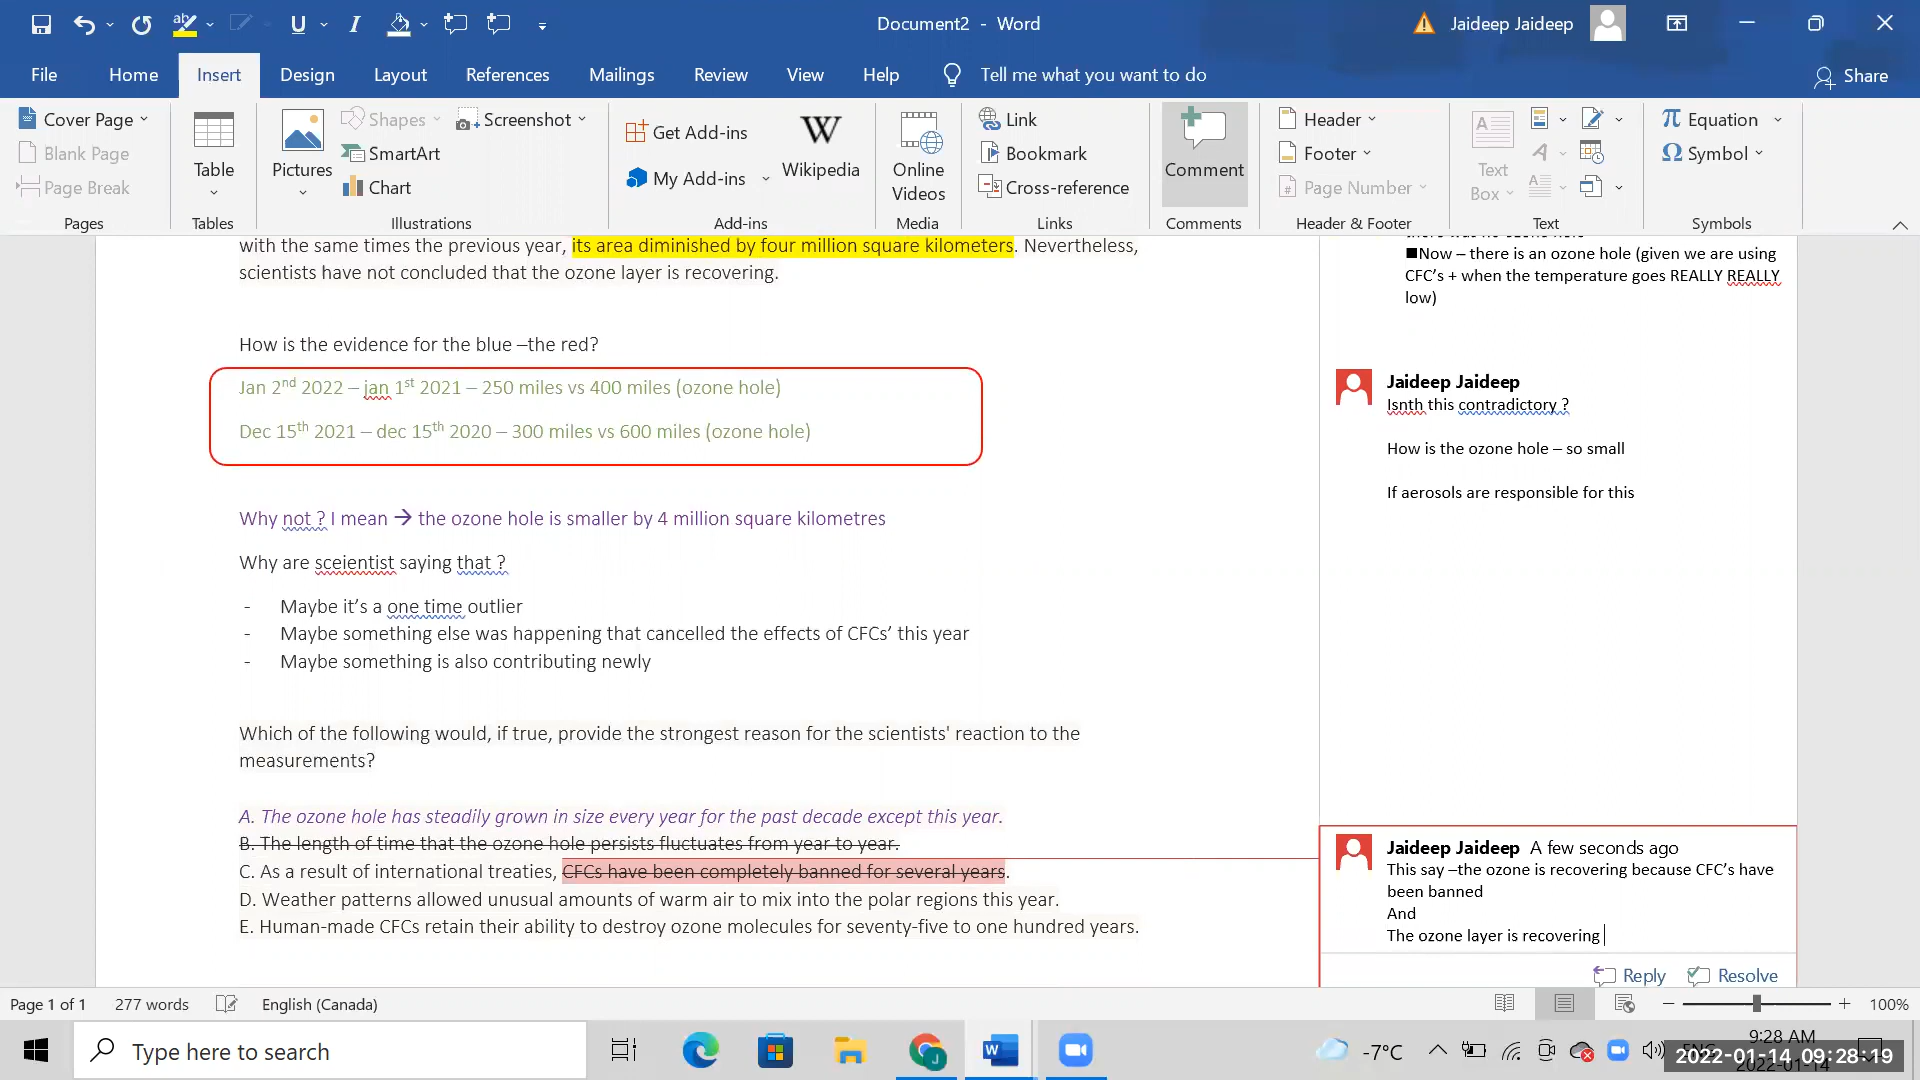 Document2 - Word
Jaideep Jaideep
File Home Insert Design Layout References Mailings Review View Help Tell me what you want to do Share
Cover Page
Blank Page
Page Break
Pages
Table
Tables
Pictures
Shapes
SmartArt
Chart
Screenshot
Illustrations
Get Add-ins
My Add-ins
W
Wikipedia
Add-ins
Online
Videos
Media
Link
Bookmark
Cross-reference
Links
Comment
Comments
Header
Footer
Page Number
Header & Footer
Text
Box
Text
Equation
Symbol
Symbols
with the same times the previous year, its area diminished by four million square kilometers. Nevertheless,
scientists have not concluded that the ozone layer is recovering.
How is the evidence for the blue –the red?
Jan 2nd 2022 – jan 1st 2021 – 250 miles vs 400 miles (ozone hole)
Dec 15th 2021 – dec 15th 2020 – 300 miles vs 600 miles (ozone hole)
Why not ? I mean → the ozone hole is smaller by 4 million square kilometres
Why are sceientist saying that ?
- Maybe it’s a one time outlier
- Maybe something else was happening that cancelled the effects of CFCs’ this year
- Maybe something is also contributing newly
Which of the following would, if true, provide the strongest reason for the scientists' reaction to the
measurements?
A. The ozone hole has steadily grown in size every year for the past decade except this year.
B. The length of time that the ozone hole persists fluctuates from year to year.
C. As a result of international treaties, CFCs have been completely banned for several years.
D. Weather patterns allowed unusual amounts of warm air to mix into the polar regions this year.
E. Human-made CFCs retain their ability to destroy ozone molecules for seventy-five to one hundred years.
■Now – there is an ozone hole (given we are using
CFC’s + when the temperature goes REALLY REALLY
low)
Jaideep Jaideep
Isnth this contradictory ?
How is the ozone hole – so small
If aerosols are responsible for this
Jaideep Jaideep A few seconds ago
This say –the ozone is recovering because CFC’s have
been banned
And
The ozone layer is recovering
Reply Resolve
Page 1 of 1 277 words English (Canada) 100%
Type here to search
-7°C
9:28 AM
2022-01-14 09:28:19